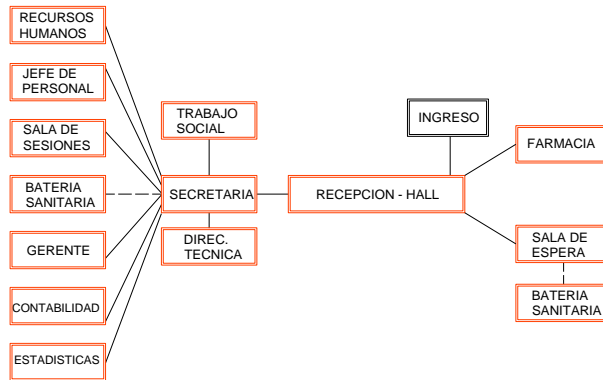 RECURSOS
HUMANOS
JEFE DE
PERSONAL
SALA DE
SESIONES
BATERIA
SANITARIA
GERENTE
CONTABILIDAD
ESTADISTICAS
TRABAJO
SOCIAL
SECRETARIA
DIREC.
TECNICA
INGRESO
RECEPCION - HALL
FARMACIA
SALA DE
ESPERA
BATERIA
SANITARIA